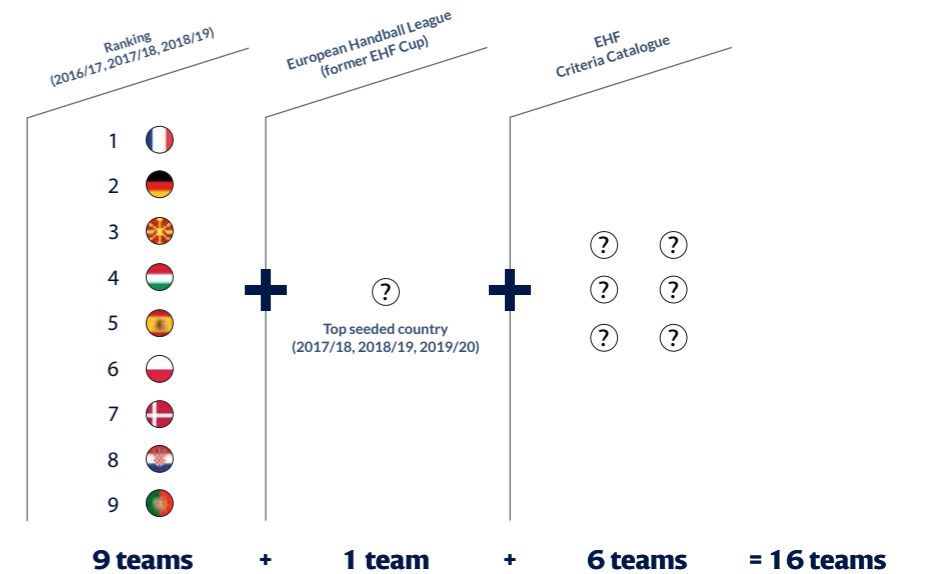 Ranking
(2016/17, 2017/18, 2018/19)
European Handball League
(former EHF Cup)
EHF
Criteria Catalogue
1
2
3
4
5
6
7
8
9
+
?
Top seeded country
(2017/18, 2018/19, 2019/20)
+
? ?
? ?
? ?
9 teams + 1 team + 6 teams = 16 teams